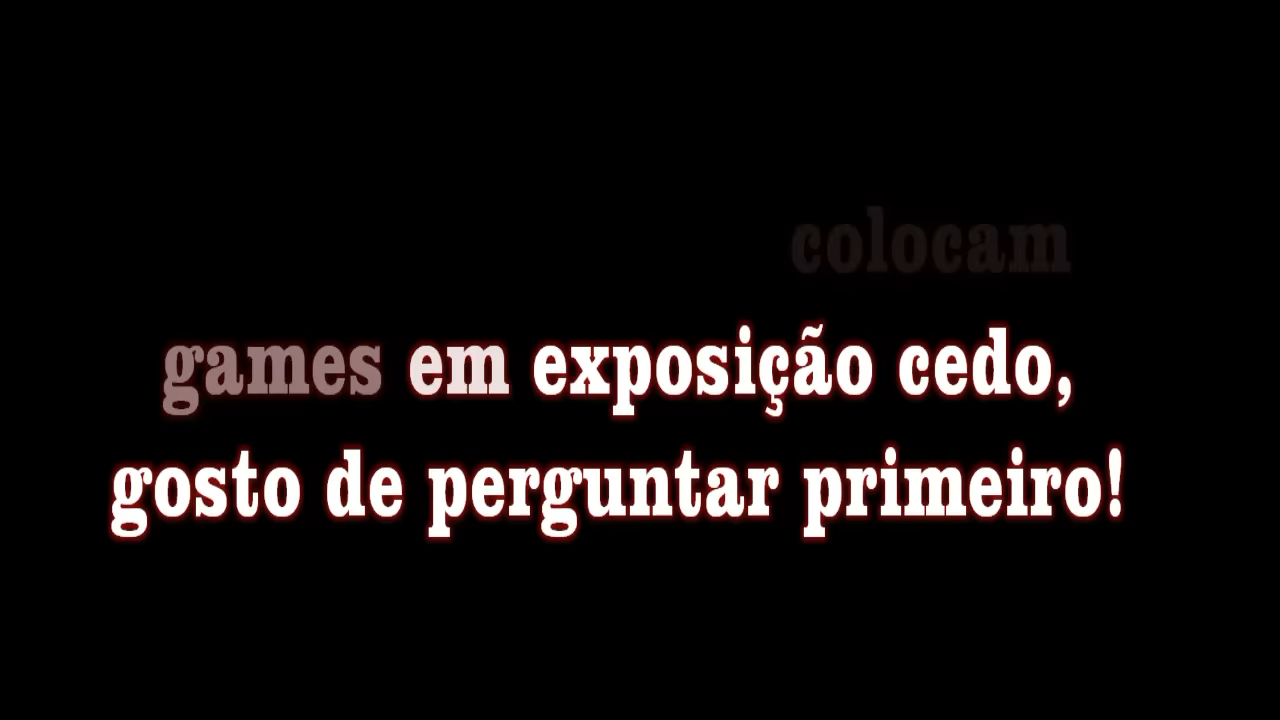 colocam
games em exposição cedo,
gosto de perguntar primeiro!